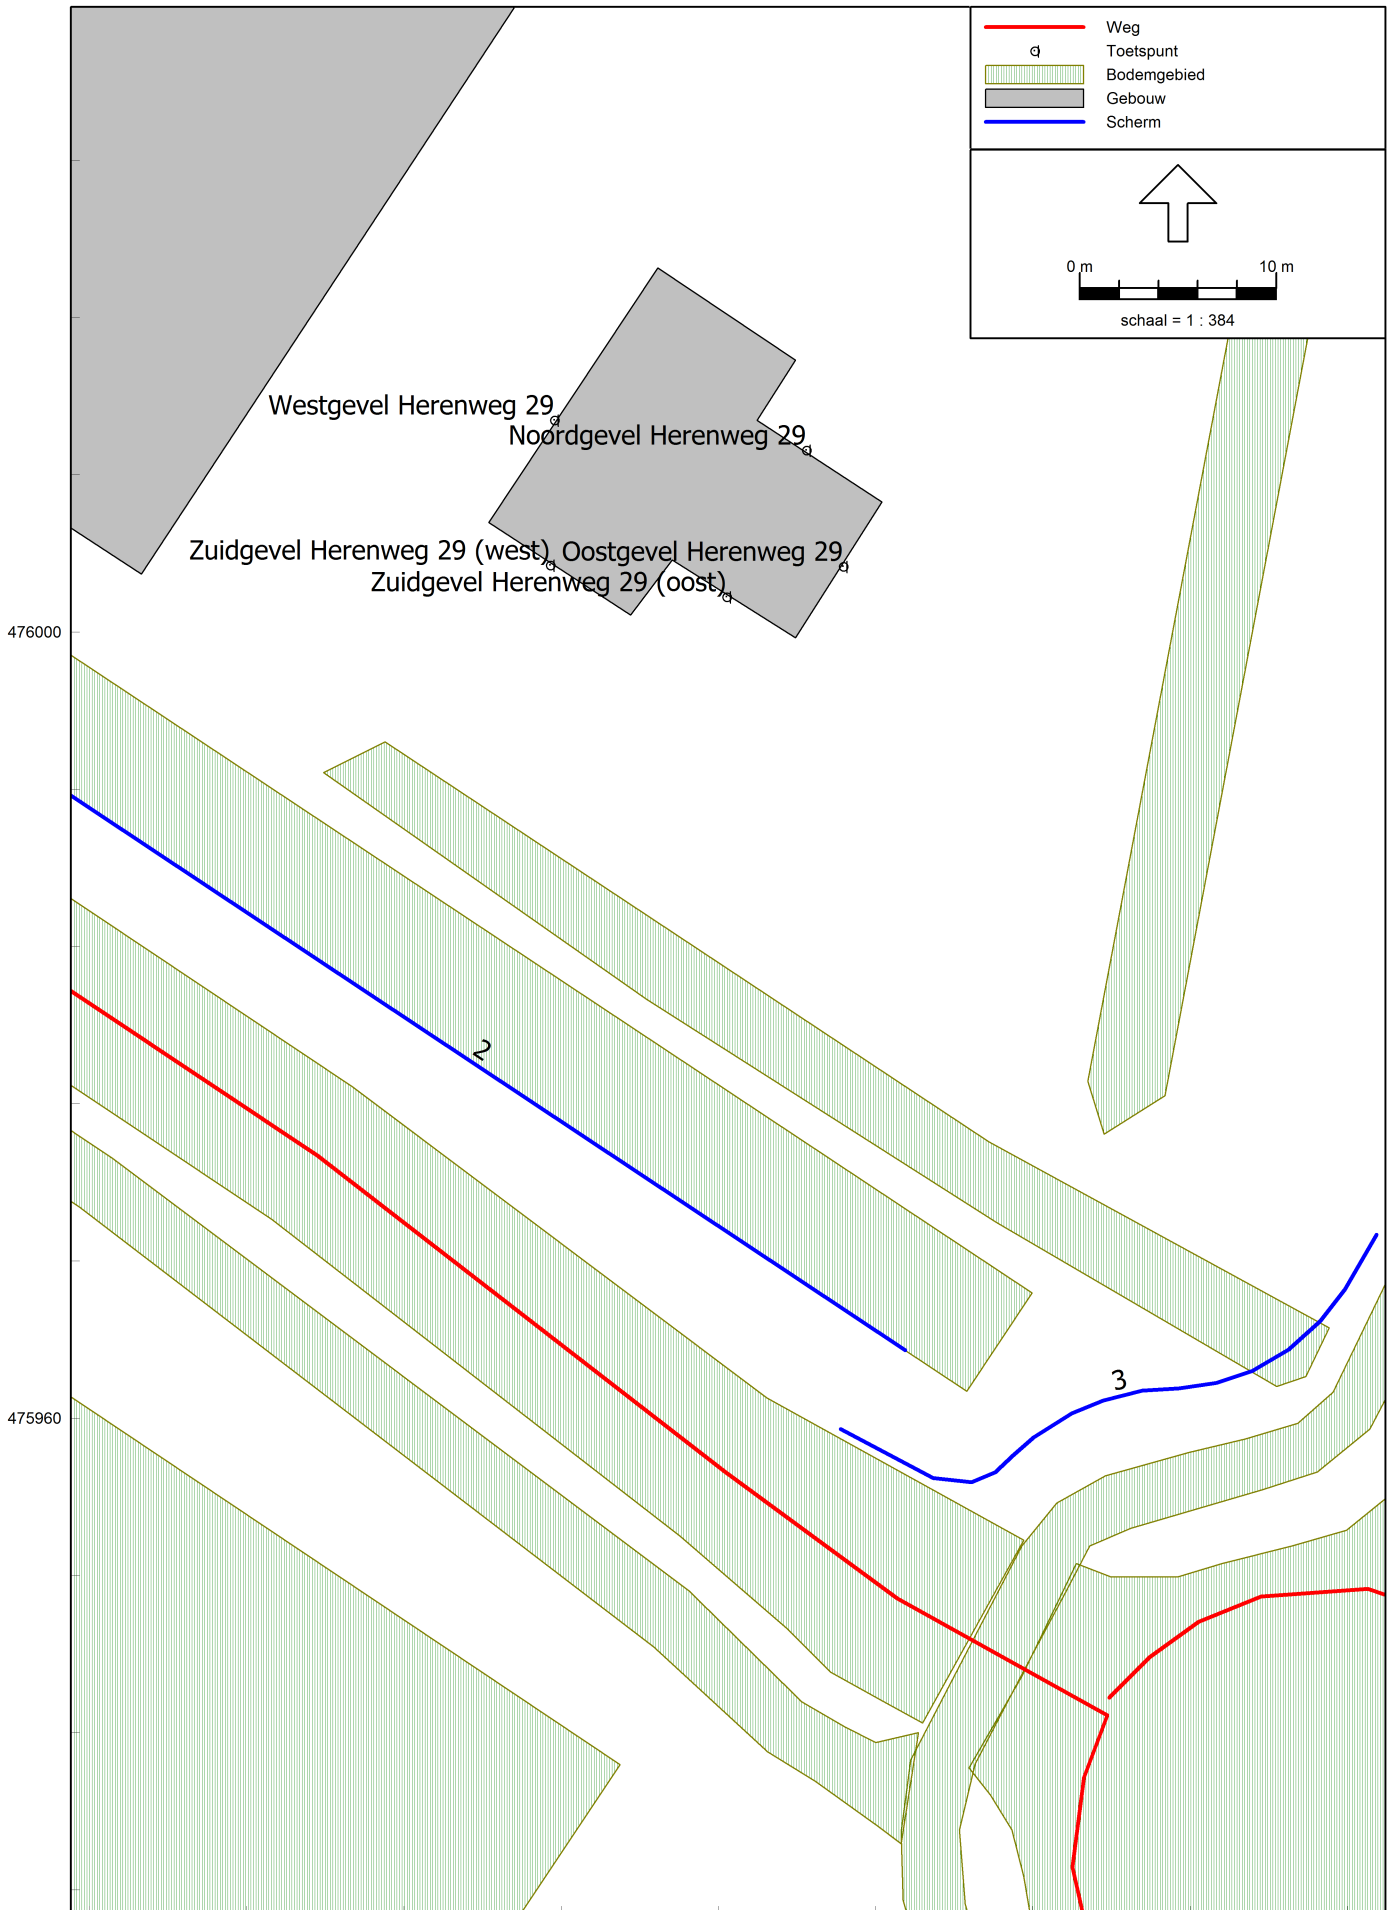 Weg
Toetspunt
Bodemgebied
Gebouw
Scherm
0 m 10 m
schaal = 1 : 384
Westgevel Herenweg 29
Noordgevel Herenweg 29
Zuidgevel Herenweg 29 (west)
Oostgevel Herenweg 29
Zuidgevel Herenweg 29 (oost)
476000
2
3
475960